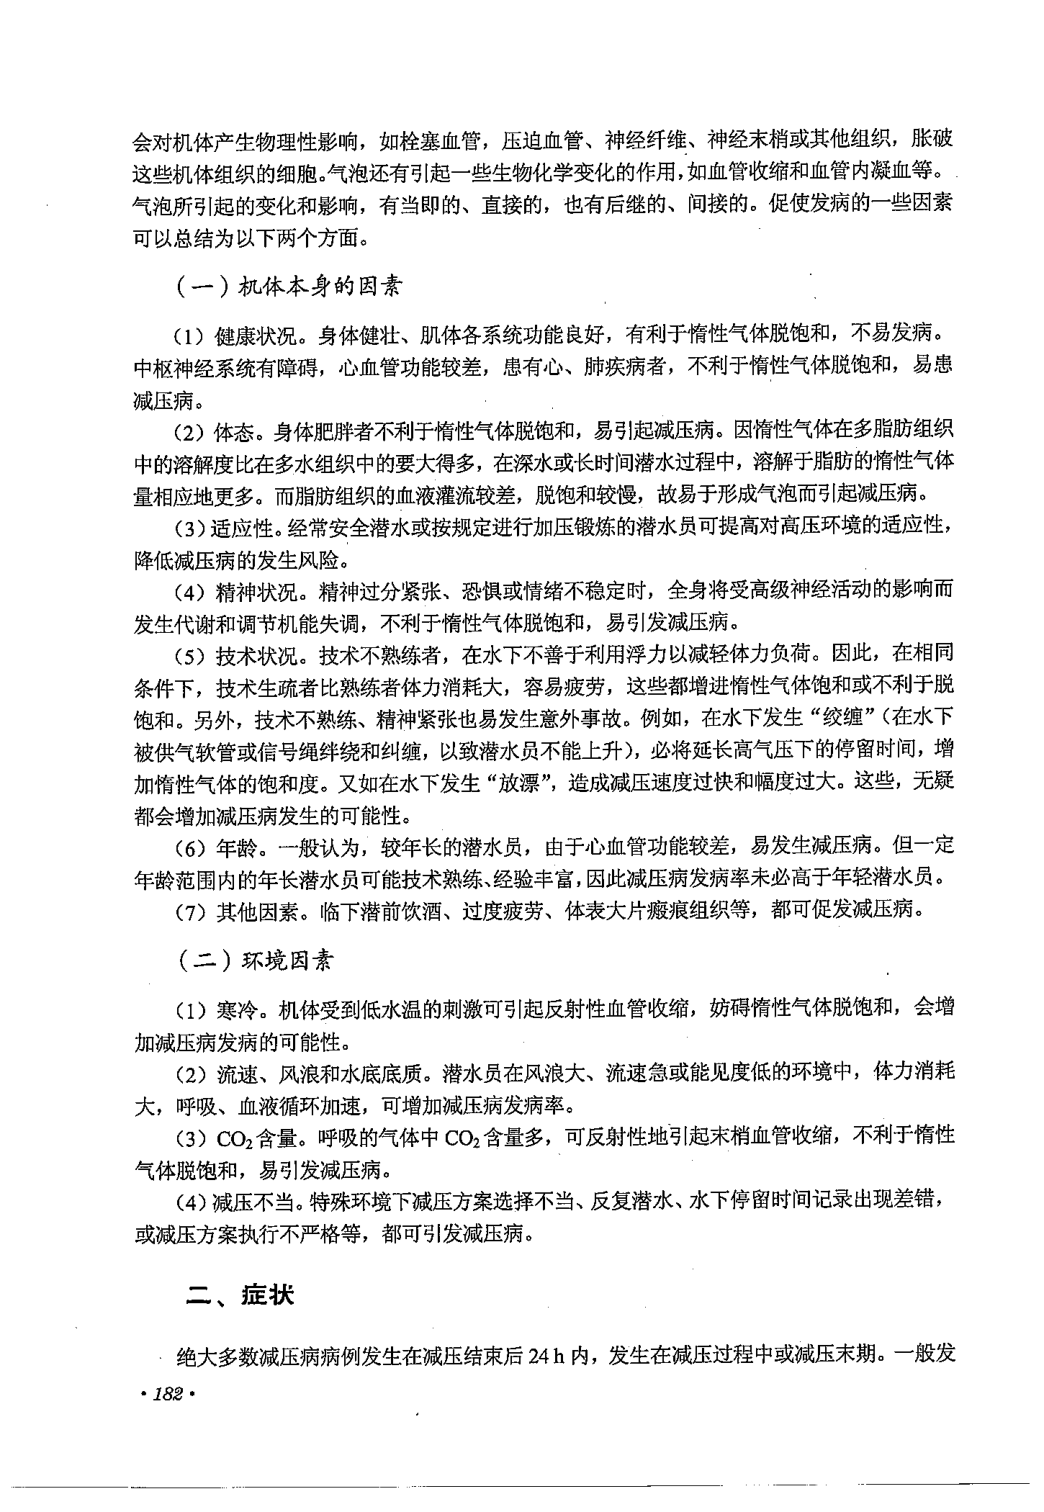 会对机体产生物理性影响，如栓塞血管，压迫血管、神经纤维、神经末梢或其他组织，胀破
这些机体组织的细胞。气泡还有引起一些生物化学变化的作用，如血管收缩和血管内凝血等。
气泡所引起的变化和影响，有当即的、直接的，也有后继的、间接的。促使发病的一些因素
可以总结为以下两个方面。
（一）机体本身的因素
（1）健康状况。身体健壮、肌体各系统功能良好，有利于惰性气体脱饱和，不易发病。
中枢神经系统有障碍，心血管功能较差，患有心、肺疾病者，不利于惰性气体脱饱和，易患
减压病。
（2）体态。身体肥胖者不利于惰性气体脱饱和，易引起减压病。因惰性气体在多脂肪组织
中的溶解度比在多水组织中的要大得多，在深水或长时间潜水过程中，溶解于脂肪的惰性气体
量相应地更多。而脂肪组织的血液灌流较差，脱饱和较慢，故易于形成气泡而引起减压病。
（3）适应性。经常安全潜水或按规定进行加压锻炼的潜水员可提高对高压环境的适应性，
降低减压病的发生风险。
（4）精神状况。精神过分紧张、恐惧或情绪不稳定时，全身将受高级神经活动的影响而
发生代谢和调节机能失调，不利于惰性气体脱饱和，易引发减压病。
（5）技术状况。技术不熟练者，在水下不善于利用浮力以减轻体力负荷。因此，在相同
条件下，技术生疏者比熟练者体力消耗大，容易疲劳，这些都增进惰性气体饱和或不利于脱
饱和。另外，技术不熟练、精神紧张也易发生意外事故。例如，在水下发生“绞缠”（在水下
被供气软管或信号绳绊绕和纠缠，以致潜水员不能上升），必将延长高气压下的停留时间，增
加惰性气体的饱和度。又如在水下发生“放漂”，造成减压速度过快和幅度过大。这些，无疑
都会增加减压病发生的可能性。
（6）年龄。一般认为，较年长的潜水员，由于心血管功能较差，易发生减压病。但一定
年龄范围内的年长潜水员可能技术熟练、经验丰富，因此减压病发病率未必高于年轻潜水员。
（7）其他因素。临下潜前饮酒、过度疲劳、体表大片瘢痕组织等，都可促发减压病。
（二）环境因素
（1）寒冷。机体受到低水温的刺激可引起反射性血管收缩，妨碍惰性气体脱饱和，会增
加减压病发病的可能性。
（2）流速、风浪和水底底质。潜水员在风浪大、流速急或能见度低的环境中，体力消耗
大，呼吸、血液循环加速，可增加减压病发病率。
（3）CO₂含量。呼吸的气体中 CO₂含量多，可反射性地引起末梢血管收缩，不利于惰性
气体脱饱和，易引发减压病。
（4）减压不当。特殊环境下减压方案选择不当、反复潜水、水下停留时间记录出现差错，
或减压方案执行不严格等，都可引发减压病。
二、症状
绝大多数减压病病例发生在减压结束后 24 h 内，发生在减压过程中或减压末期。一般发
·182·